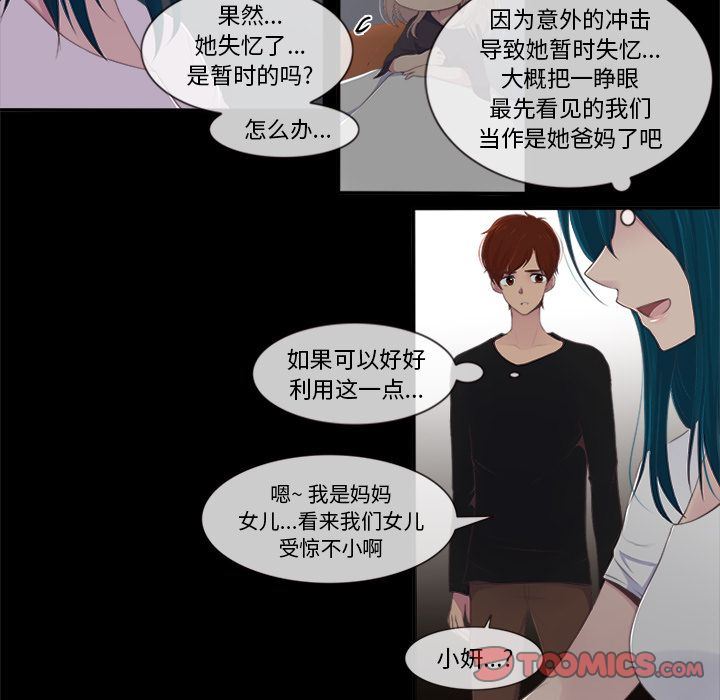 果然...
她失忆了...
是暂时的吗?
怎么办...
因为意外的冲击
导致她暂时失忆...
大概把一睁眼
最先看见的我们
当作是她爸妈了吧
如果可以好好
利用这一点...
嗯~ 我是妈妈
女儿...看来我们女儿
受惊不小啊
小妍...?
TOOMICS.com